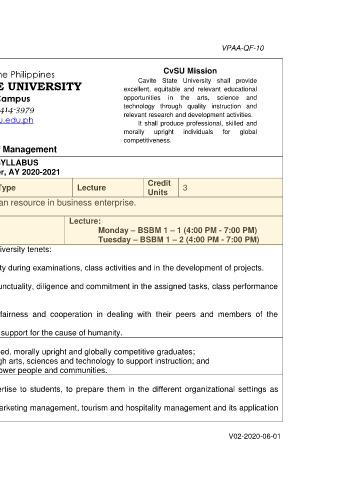 VPAA-QF-10
he Philippines
E UNIVERSITY
Campus
414-3979
u.edu.ph
f Management
CvSU Mission
Cavite State University shall provide
excellent, equitable and relevant educational
opportunities in the arts, science and
technology through quality instruction and
relevant research and development activities.
It shall produce professional, skilled and
morally upright individuals for global
competitiveness.
SYLLABUS
r, AY 2020-2021
Type Lecture Credit Units 3
an resource in business enterprise.
Lecture:
Monday – BSBM 1 – 1 (4:00 PM - 7:00 PM)
Tuesday – BSBM 1 – 2 (4:00 PM - 7:00 PM)
iversity tenets:
ty during examinations, class activities and in the development of projects.
unctuality, diligence and commitment in the assigned tasks, class performance
fairness and cooperation in dealing with their peers and members of the
support for the cause of humanity.
ed, morally upright and globally competitive graduates;
gh arts, sciences and technology to support instruction; and
ower people and communities.
ertise to students, to prepare them in the different organizational settings as
arketing management, tourism and hospitality management and its application
V02-2020-06-01